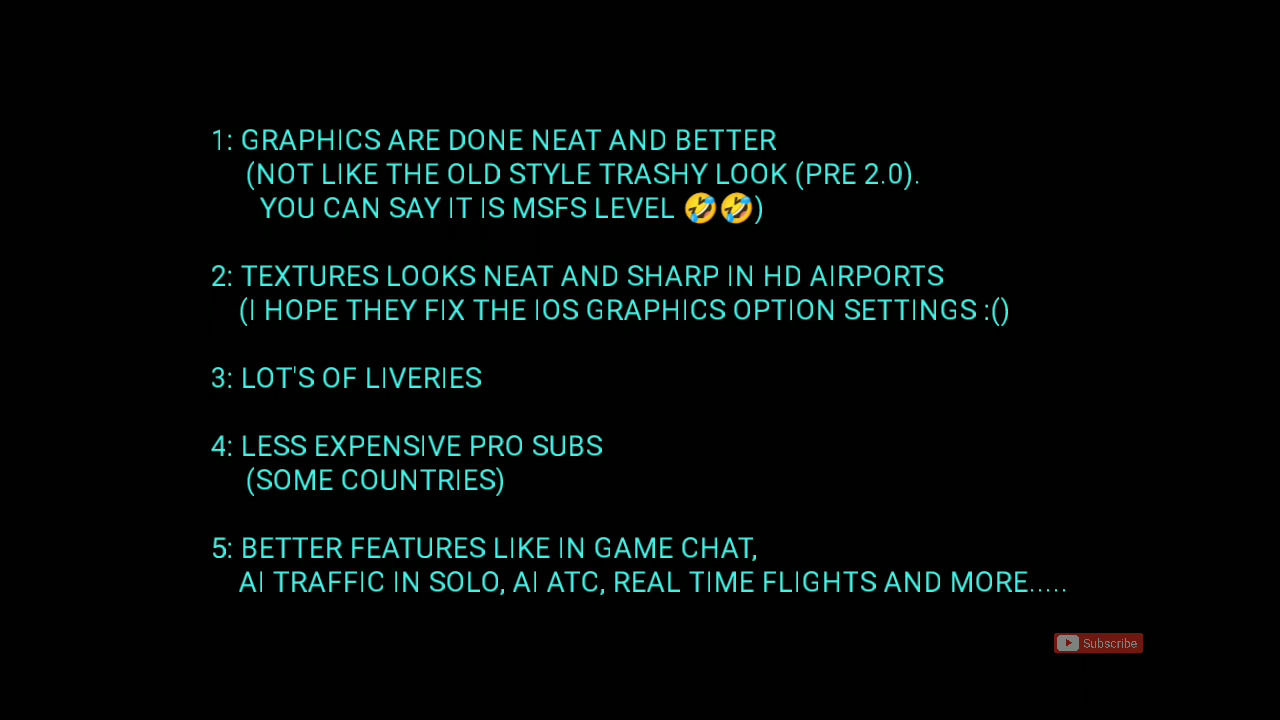 1: GRAPHICS ARE DONE NEAT AND BETTER
(NOT LIKE THE OLD STYLE TRASHY LOOK (PRE 2.0).
YOU CAN SAY IT IS MSFS LEVEL 🤣🤣)
2: TEXTURES LOOKS NEAT AND SHARP IN HD AIRPORTS
(I HOPE THEY FIX THE IOS GRAPHICS OPTION SETTINGS :()
3: LOT'S OF LIVERIES
4: LESS EXPENSIVE PRO SUBS
(SOME COUNTRIES)
5: BETTER FEATURES LIKE IN GAME CHAT,
AI TRAFFIC IN SOLO, AI ATC, REAL TIME FLIGHTS AND MORE.....
Subscribe